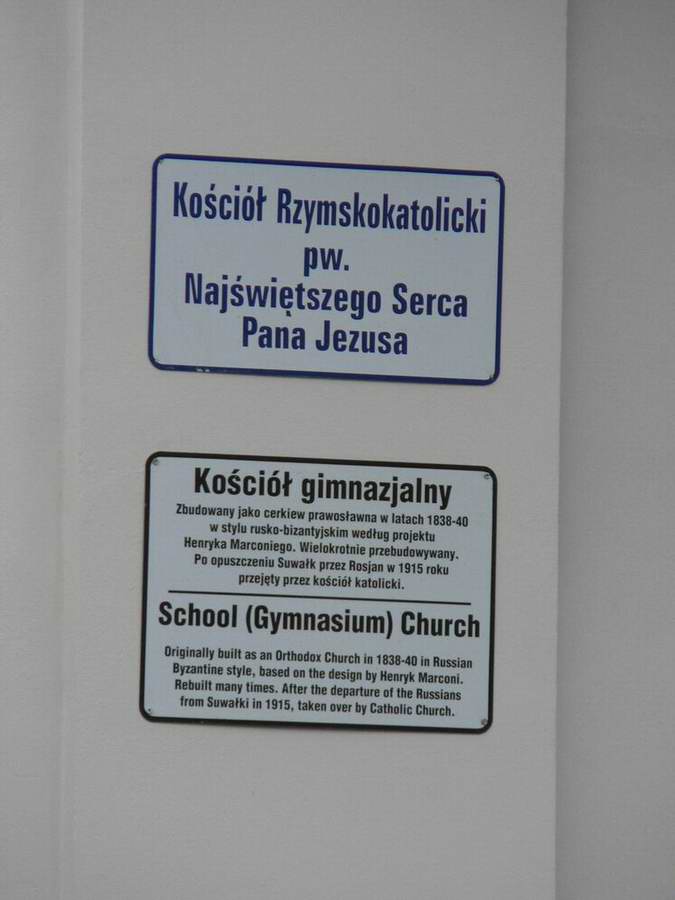 Kościół Rzymskokatolicki
pw.
Najświętszego Serca
Pana Jezusa
Kościół gimnazjalny
Zbudowany jako cerkiew prawosławna w latach 1838-40
w stylu rusko-bizantyjskim według projektu
Henryka Marconiego. Wielokrotnie przebudowywany.
Po opuszczeniu Suwałk przez Rosjan w 1915 roku
przejęty przez kościół katolicki.
School (Gymnasium) Church
Originally built as an Orthodox Church in 1838-40 in Russian
Byzantine style, based on the design by Henryk Marconi.
Rebuilt many times. After the departure of the Russians
from Suwałki in 1915, taken over by Catholic Church.